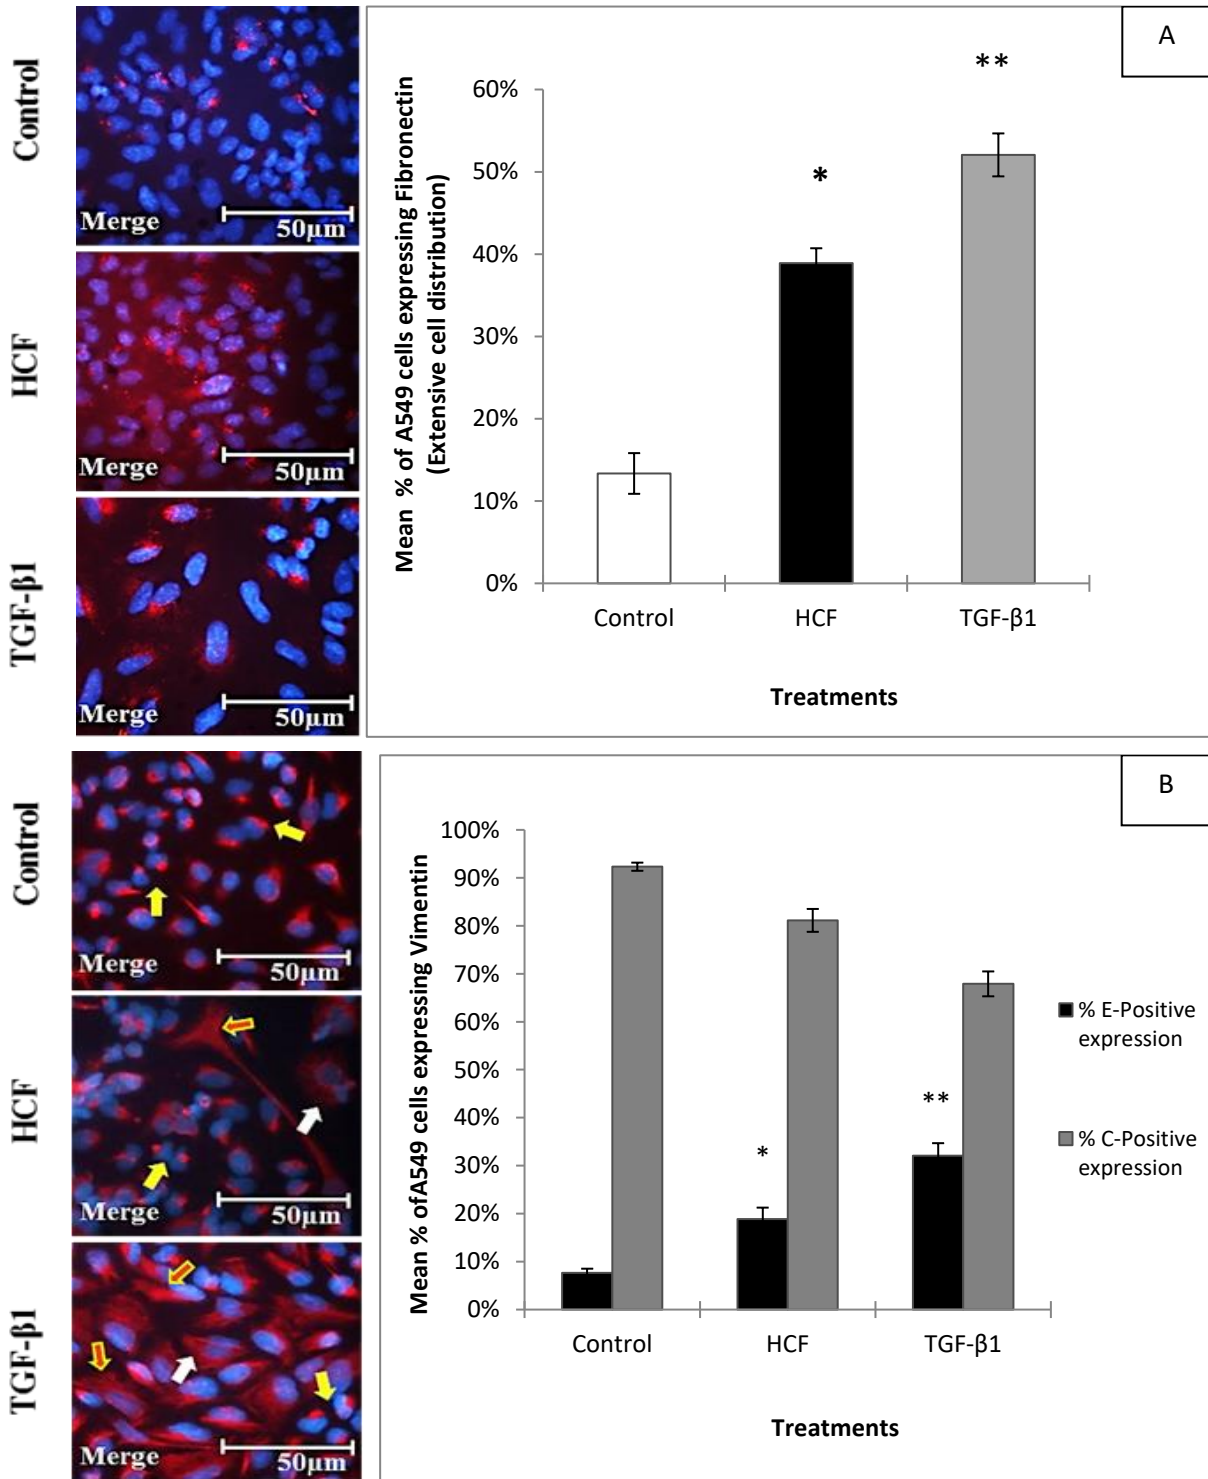 Control
Merge
50µm
HCF
Merge
50µm
TGF-β1
Merge
50µm
A
Mean % of A549 cells expressing Fibronectin
(Extensive cell distribution)
60%
50%
40%
30%
20%
10%
0%
*
**
Control HCF TGF-β1
Treatments
Control
Merge
50µm
HCF
Merge
50µm
TGF-β1
Merge
50µm
B
Mean % ofA549 cells expressing Vimentin
100%
90%
80%
70%
60%
50%
40%
30%
20%
10%
0%
*
**
Control HCF TGF-β1
Treatments
% E-Positive
expression
% C-Positive
expression